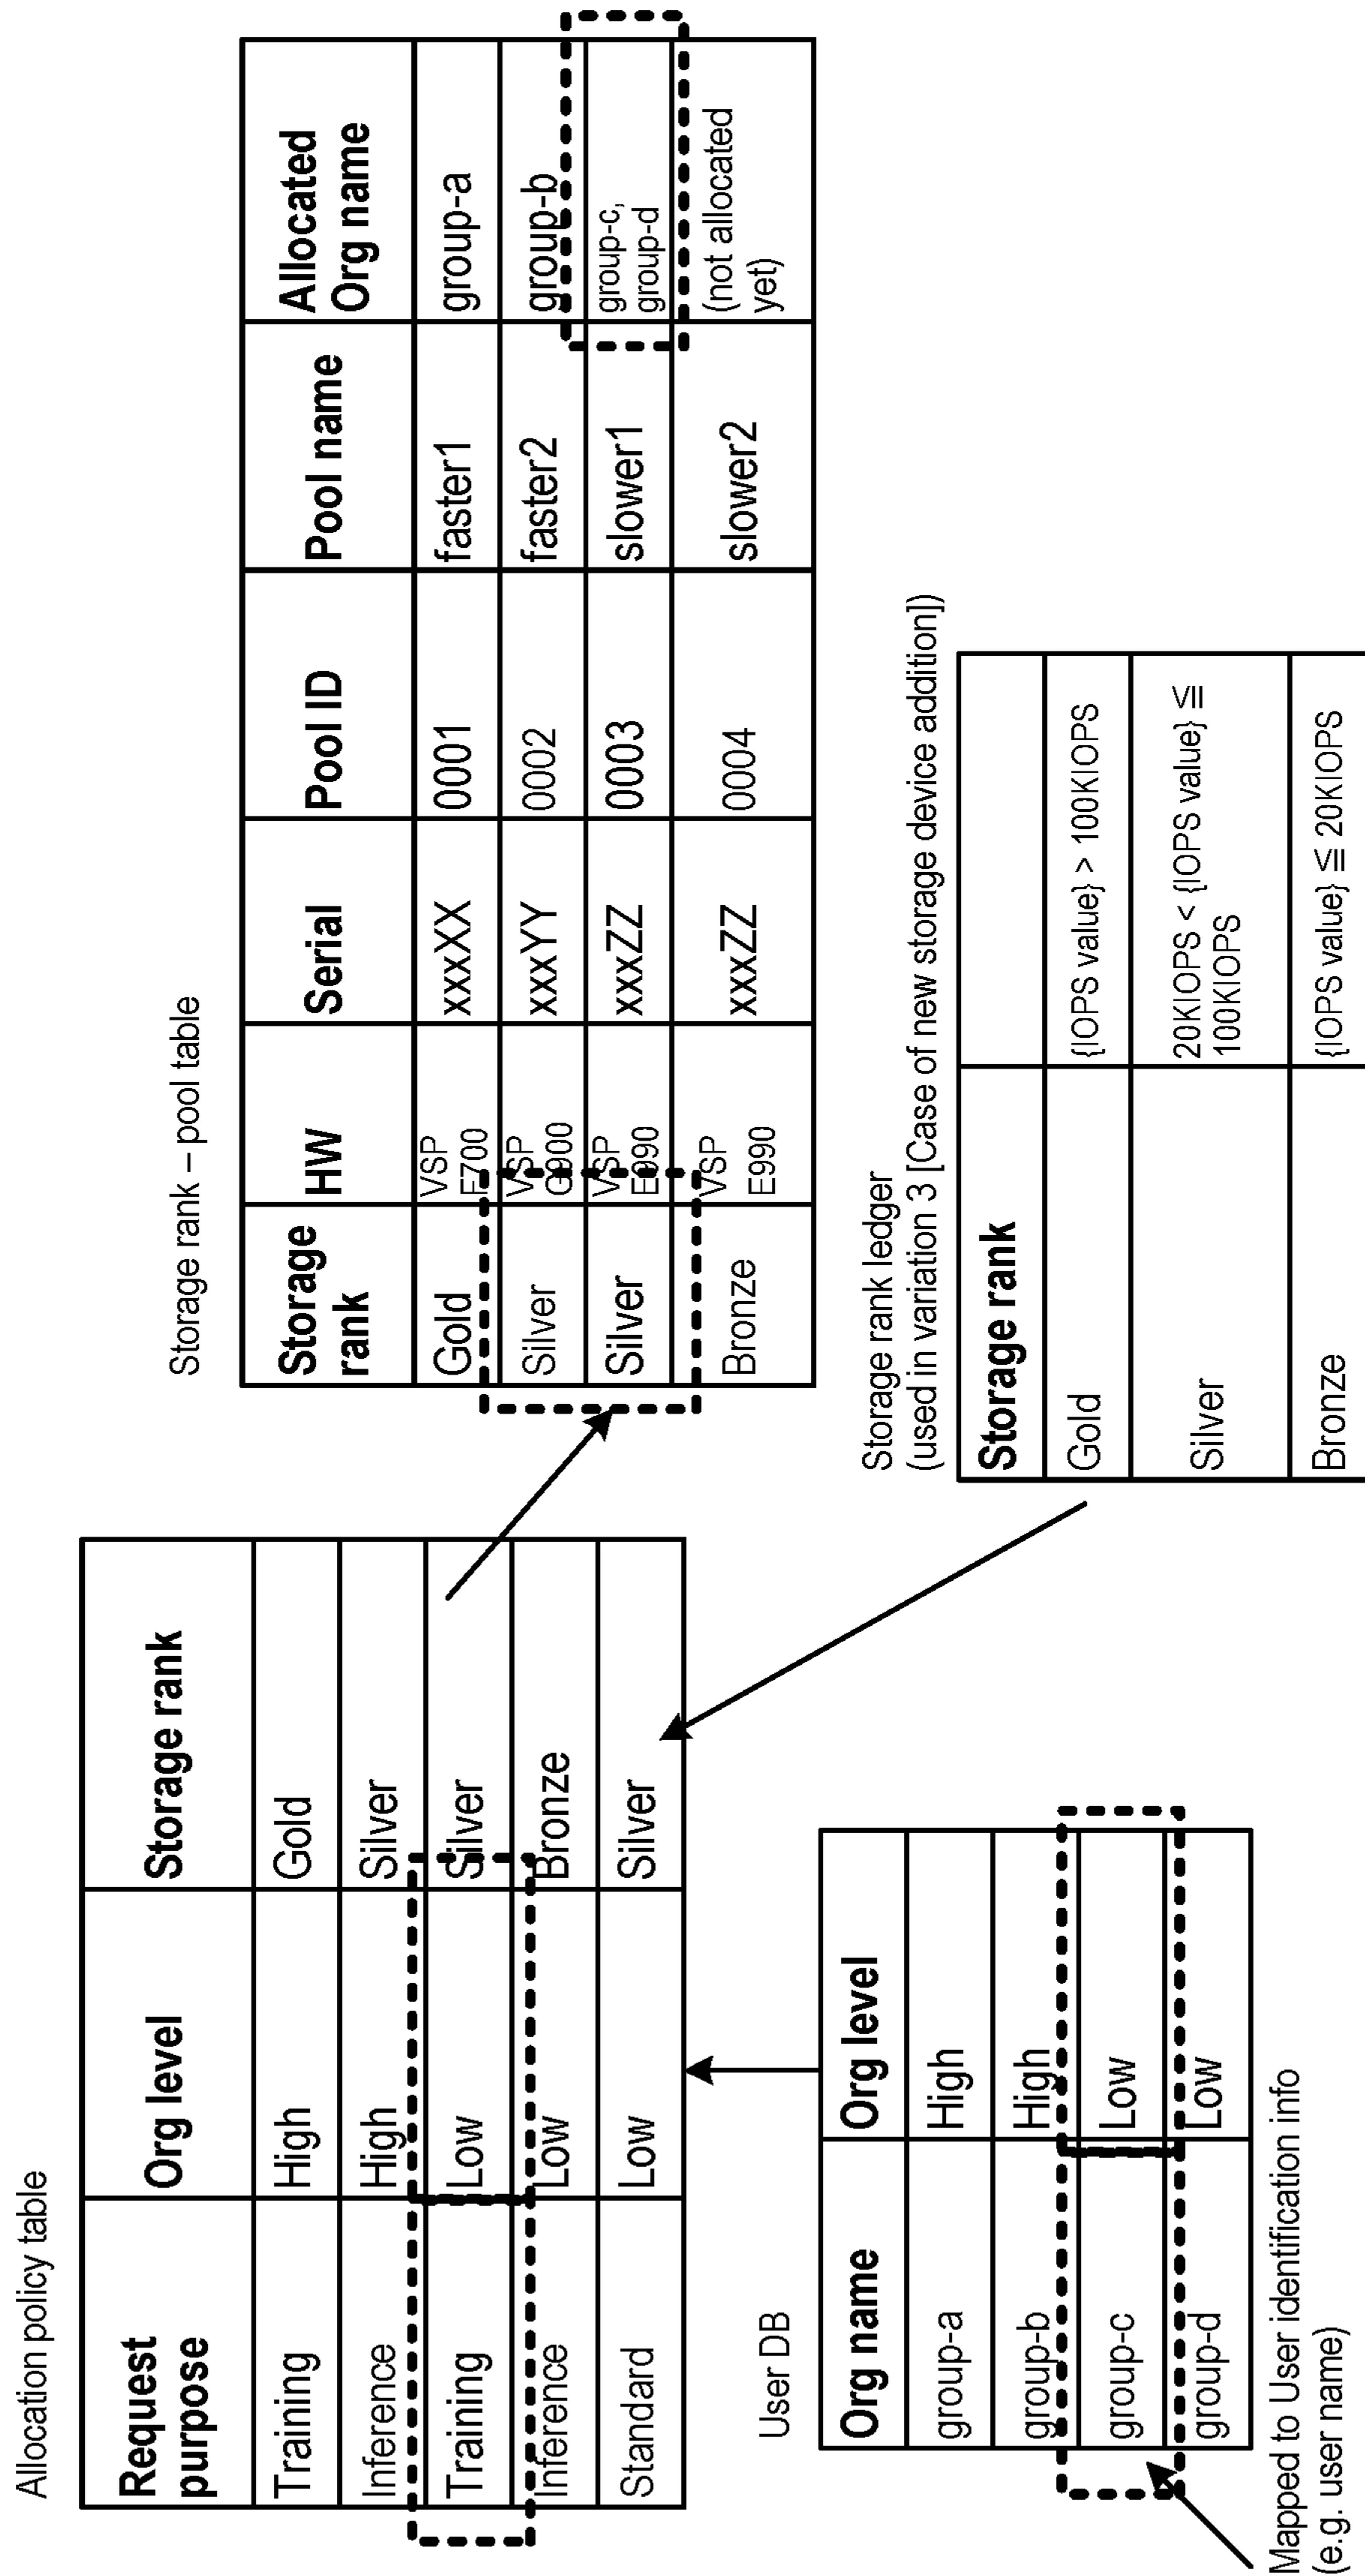 Allocation policy table
Request purpose Org level Storage rank
Training High Gold
Inference High Silver
Training Low Silver
Inference Low Bronze
Standard Low Silver
User DB
Org name Org level
group-a High
group-b High
group-c Low
group-d Low
Mapped to User identification info
(e.g. user name)
Storage rank – pool table
Storage rank HW Serial Pool ID Pool name Allocated Org name
Gold VSP F700 xxxXX 0001 faster1 group-a
Silver VSP G900 xxxYY 0002 faster2 group-b
Silver VSP E990 xxxZZ 0003 slower1 group-c, group-d
Bronze VSP E990 xxxZZ 0004 slower2 (not allocated yet)
Storage rank ledger
(used in variation 3 [Case of new storage device addition])
Storage rank
Gold {IOPS value} > 100KIOPS
Silver 20KIOPS < {IOPS value} ≦ 100KIOPS
Bronze {IOPS value} ≦ 20KIOPS